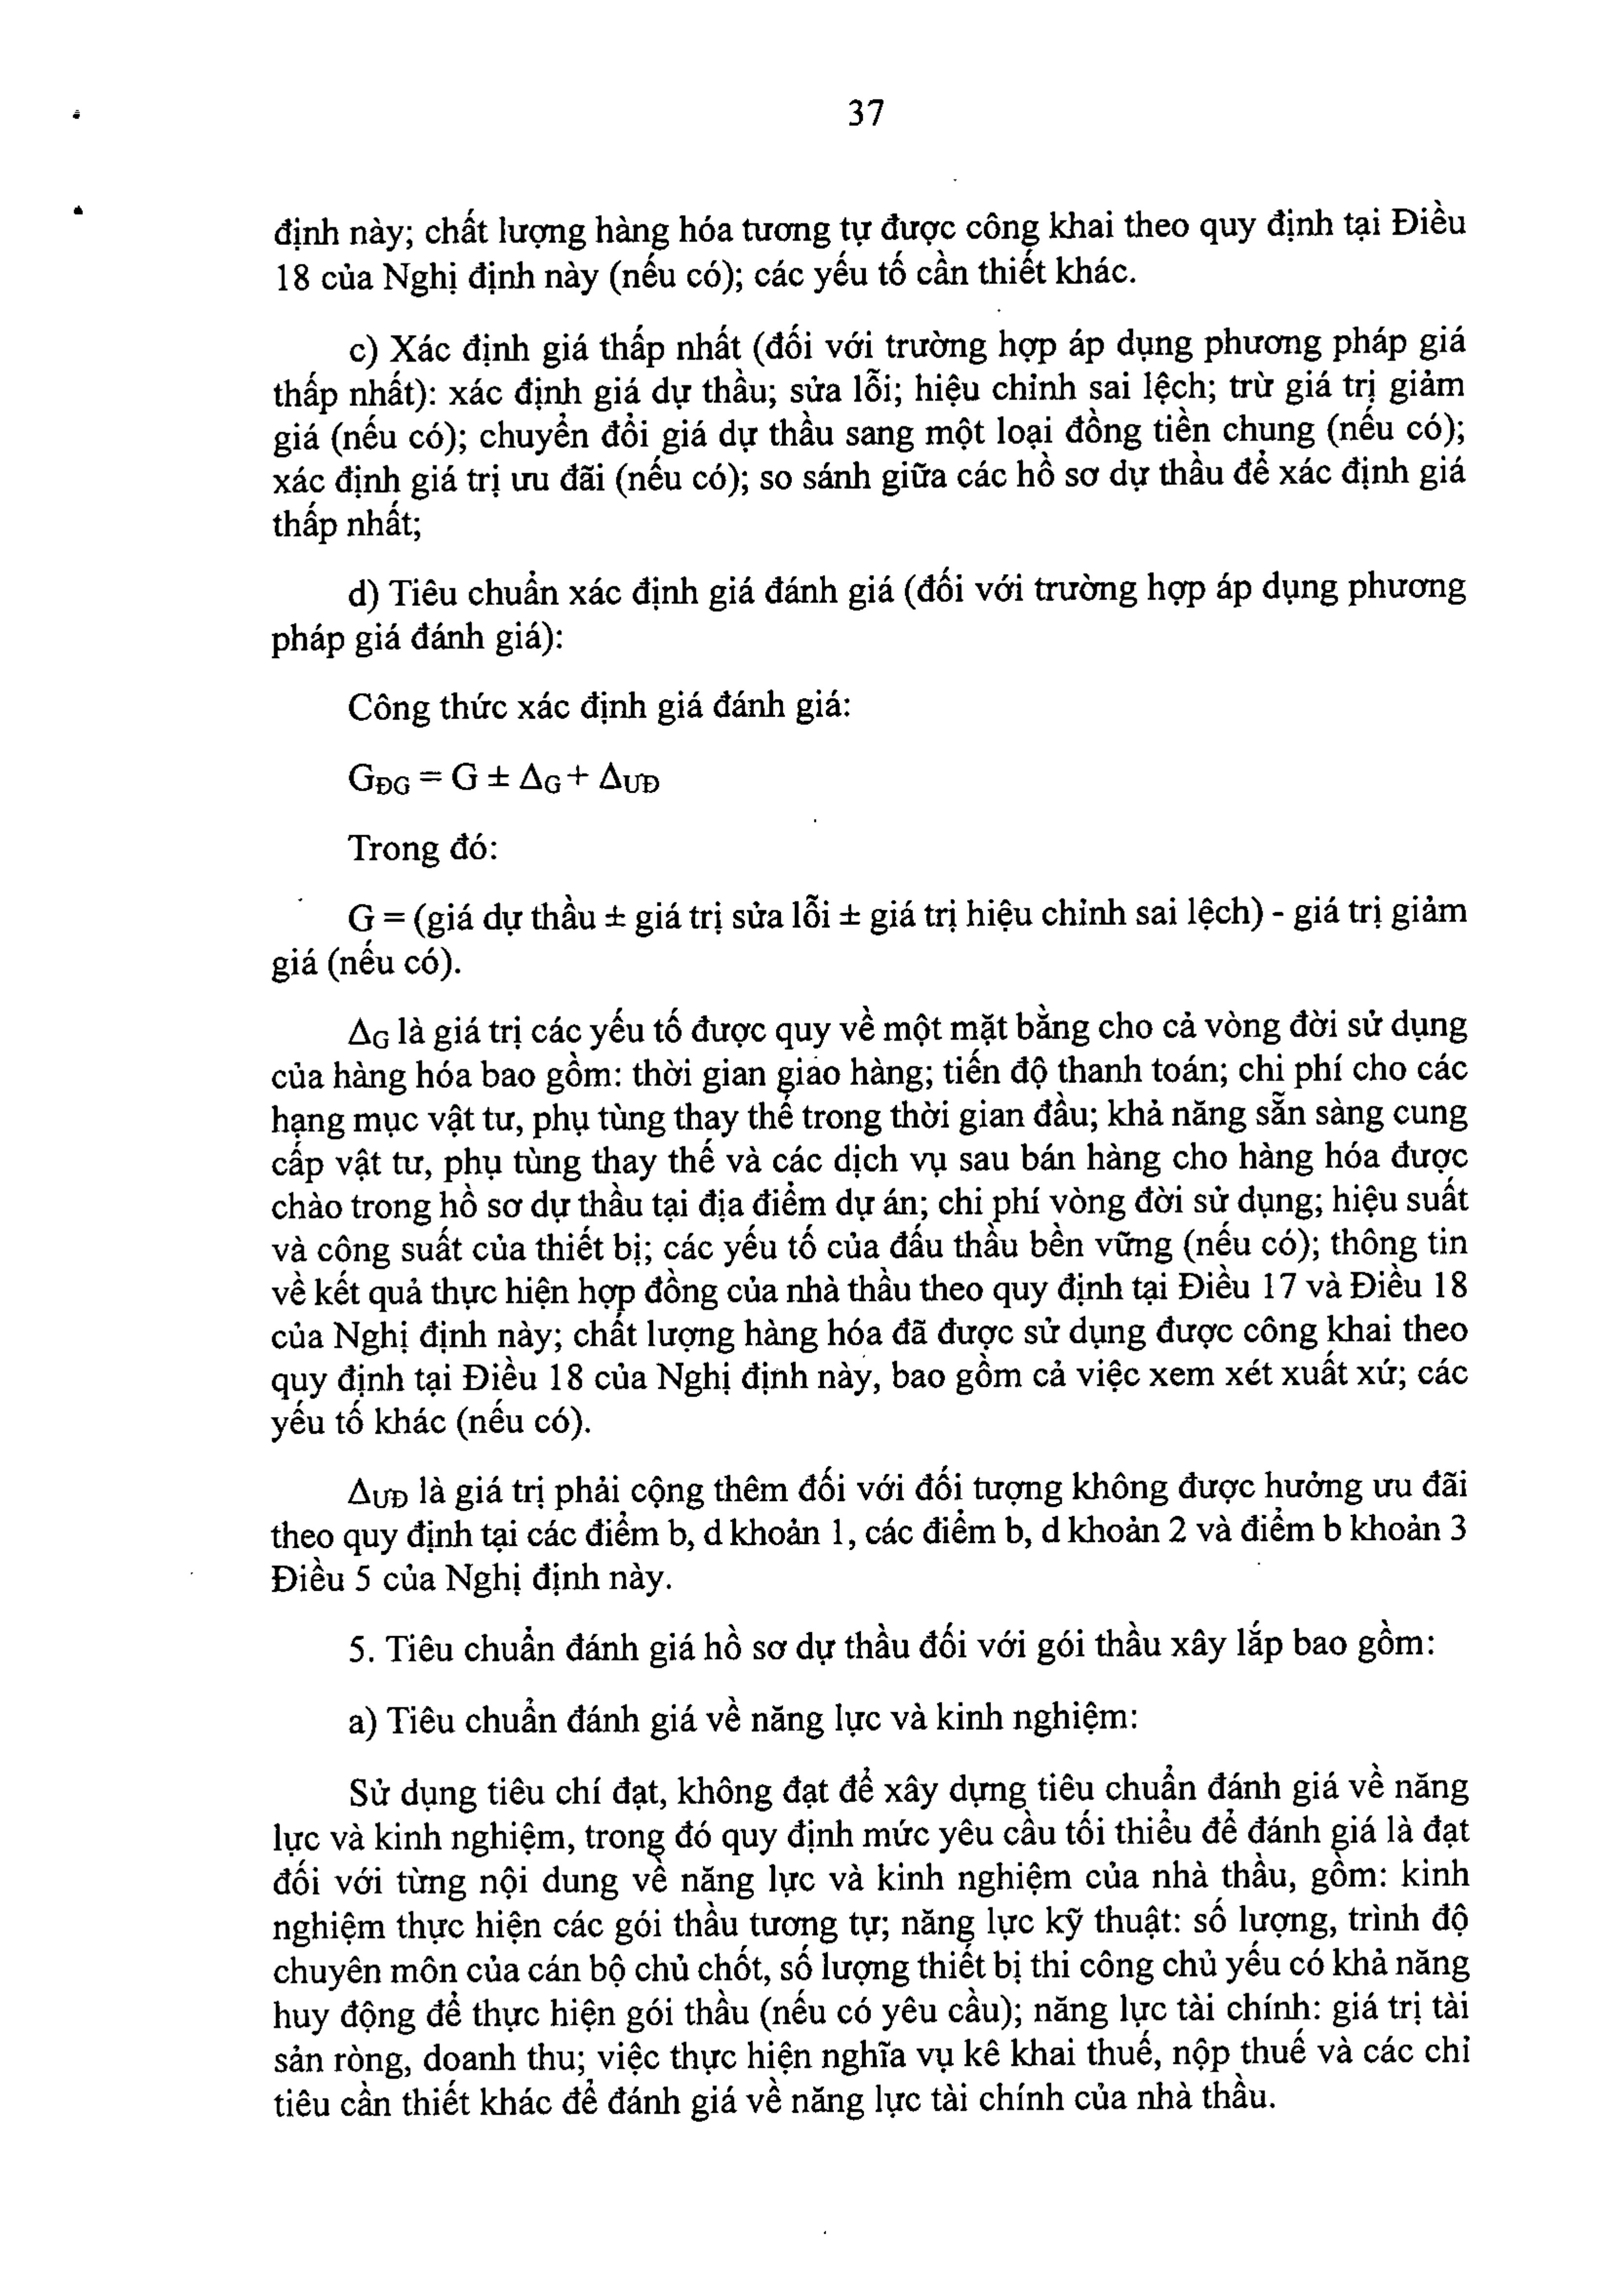 37
định này; chất lượng hàng hóa tương tự được công khai theo quy định tại Điều
18 của Nghị định này (nếu có); các yếu tố cần thiết khác.
c) Xác định giá thấp nhất (đối với trường hợp áp dụng phương pháp giá
thấp nhất): xác định giá dự thầu; sửa lỗi; hiệu chỉnh sai lệch; trừ giá trị giảm
giá (nếu có); chuyển đổi giá dự thầu sang một loại đồng tiền chung (nếu có);
xác định giá trị ưu đãi (nếu có); so sánh giữa các hồ sơ dự thầu để xác định giá
thấp nhất;
d) Tiêu chuẩn xác định giá đánh giá (đối với trường hợp áp dụng phương
pháp giá đánh giá):
Công thức xác định giá đánh giá:
GĐG = G ± ΔG + ΔƯĐ
Trong đó:
G = (giá dự thầu ± giá trị sửa lỗi ± giá trị hiệu chỉnh sai lệch) - giá trị giảm
giá (nếu có).
ΔG là giá trị các yếu tố được quy về một mặt bằng cho cả vòng đời sử dụng
của hàng hóa bao gồm: thời gian giao hàng; tiến độ thanh toán; chi phí cho các
hạng mục vật tư, phụ tùng thay thế trong thời gian đầu; khả năng sẵn sàng cung
cấp vật tư, phụ tùng thay thế và các dịch vụ sau bán hàng cho hàng hóa được
chào trong hồ sơ dự thầu tại địa điểm dự án; chi phí vòng đời sử dụng; hiệu suất
và công suất của thiết bị; các yếu tố của đấu thầu bền vững (nếu có); thông tin
về kết quả thực hiện hợp đồng của nhà thầu theo quy định tại Điều 17 và Điều 18
của Nghị định này; chất lượng hàng hóa đã được sử dụng được công khai theo
quy định tại Điều 18 của Nghị định này, bao gồm cả việc xem xét xuất xứ; các
yếu tố khác (nếu có).
ΔƯĐ là giá trị phải cộng thêm đối với đối tượng không được hưởng ưu đãi
theo quy định tại các điểm b, d khoản 1, các điểm b, d khoản 2 và điểm b khoản 3
Điều 5 của Nghị định này.
5. Tiêu chuẩn đánh giá hồ sơ dự thầu đối với gói thầu xây lắp bao gồm:
a) Tiêu chuẩn đánh giá về năng lực và kinh nghiệm:
Sử dụng tiêu chí đạt, không đạt để xây dựng tiêu chuẩn đánh giá về năng
lực và kinh nghiệm, trong đó quy định mức yêu cầu tối thiểu để đánh giá là đạt
đối với từng nội dung về năng lực và kinh nghiệm của nhà thầu, gồm: kinh
nghiệm thực hiện các gói thầu tương tự; năng lực kỹ thuật: số lượng, trình độ
chuyên môn của cán bộ chủ chốt, số lượng thiết bị thi công chủ yếu có khả năng
huy động để thực hiện gói thầu (nếu có yêu cầu); năng lực tài chính: giá trị tài
sản ròng, doanh thu; việc thực hiện nghĩa vụ kê khai thuế, nộp thuế và các chỉ
tiêu cần thiết khác để đánh giá về năng lực tài chính của nhà thầu.